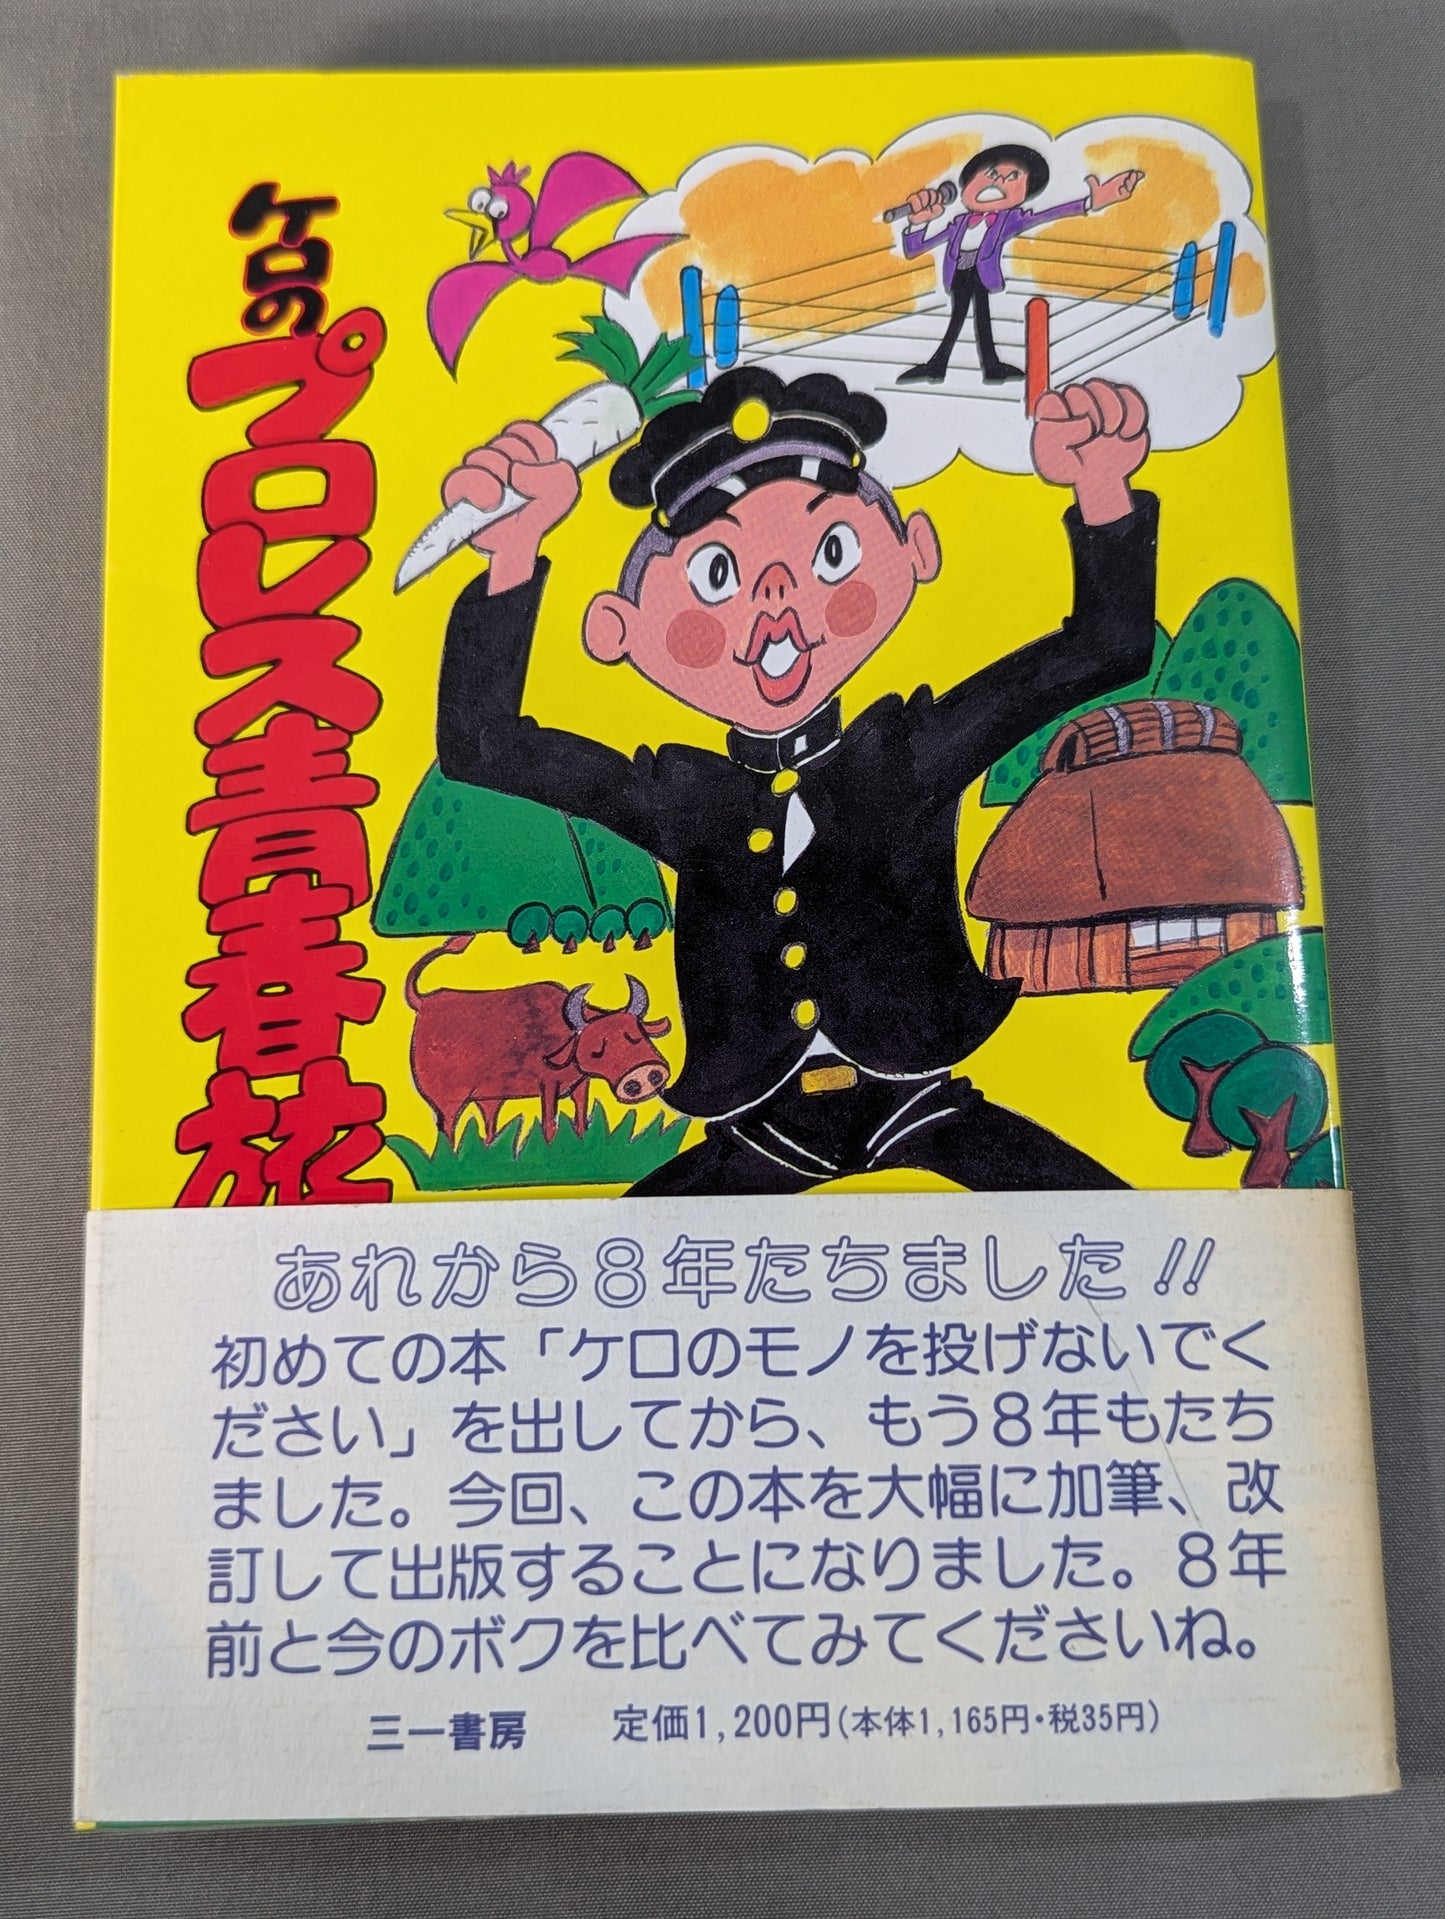 ケロの
プロレス青春旅
あれから8年たちました!!
初めての本「ケロのモノを投げないでく
ださい」を出してから、もう8年もたち
ました。今回、この本を大幅に加筆、改
訂して出版することになりました。8年
前と今のボクを比べてみてくださいね。
三一書房 定価1,200円(本体1,165円・税35円)